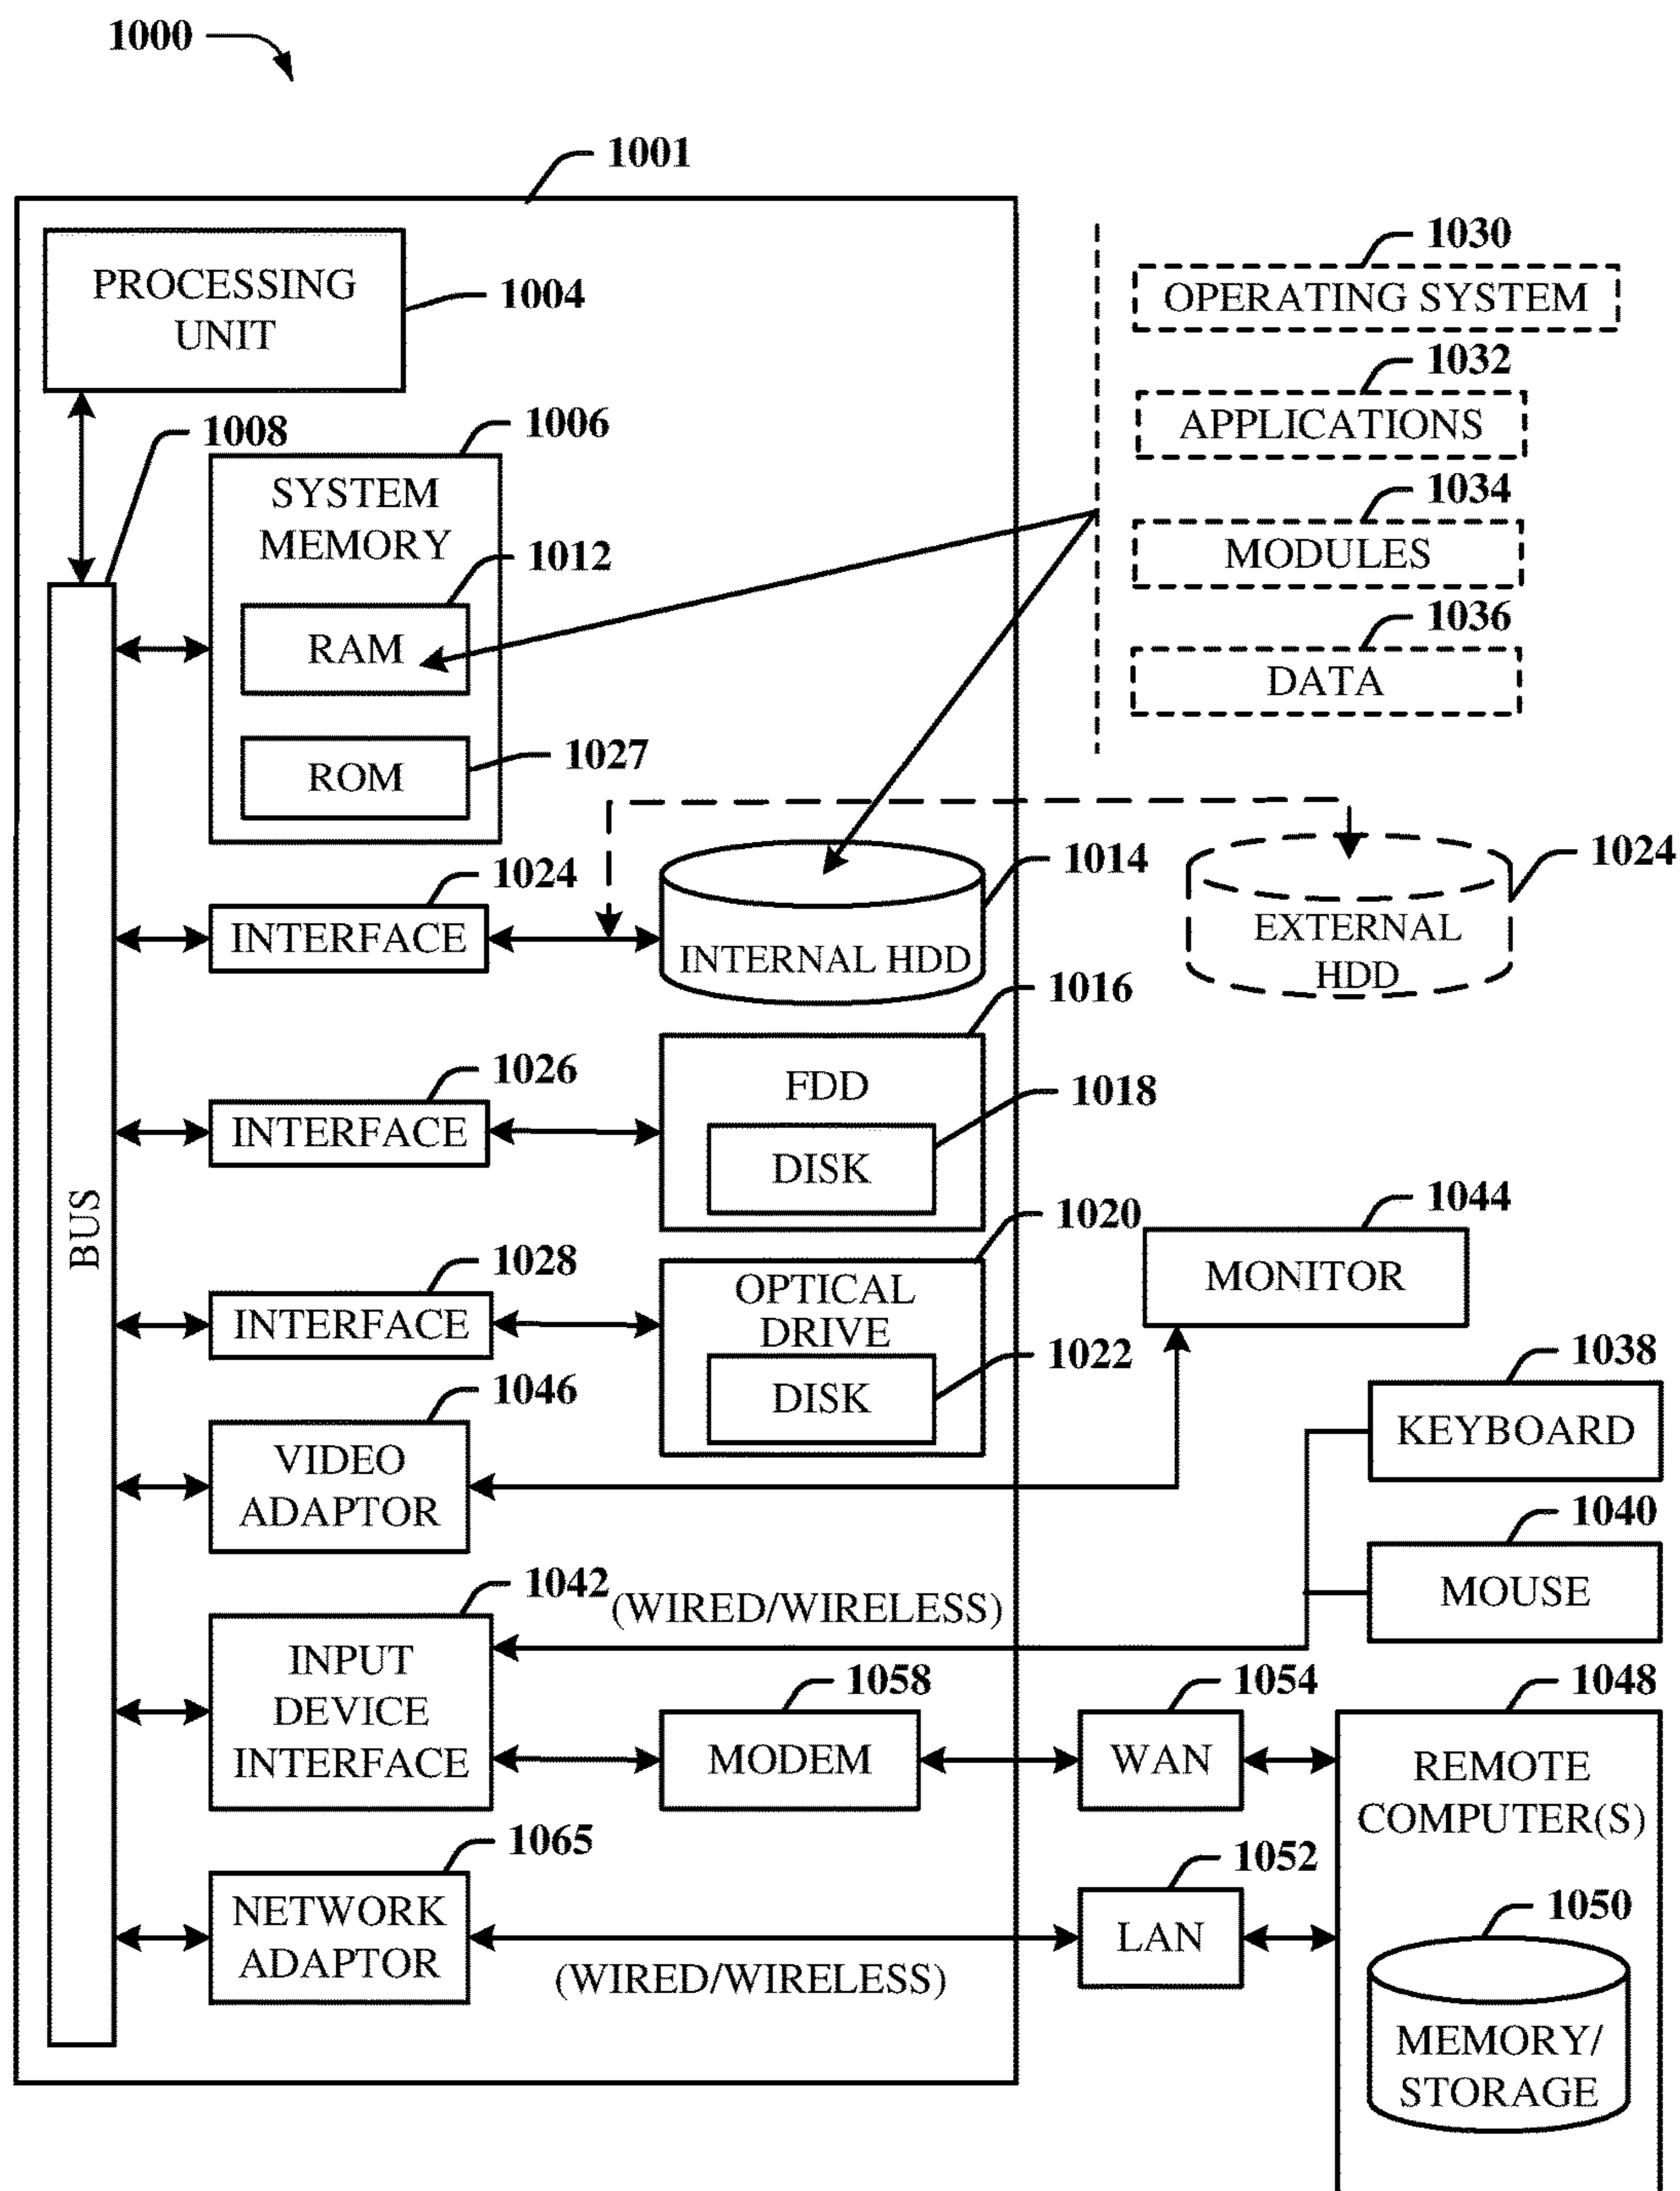 1000
1001
PROCESSING
UNIT
1004
1030
OPERATING SYSTEM
1032
APPLICATIONS
1034
MODULES
1036
DATA
1008
1006
SYSTEM
MEMORY
1012
RAM
1027
ROM
1024
INTERFACE
1014
INTERNAL HDD
1024
EXTERNAL
HDD
1016
FDD
1018
DISK
1026
INTERFACE
BUS
1020
OPTICAL
DRIVE
1022
DISK
1028
INTERFACE
1044
MONITOR
1046
VIDEO
ADAPTOR
1038
KEYBOARD
1040
MOUSE
1042
(WIRED/WIRELESS)
INPUT
DEVICE
INTERFACE
1058
MODEM
1054
WAN
1048
REMOTE
COMPUTER(S)
1065
NETWORK
ADAPTOR
(WIRED/WIRELESS)
1052
LAN
1050
MEMORY/
STORAGE